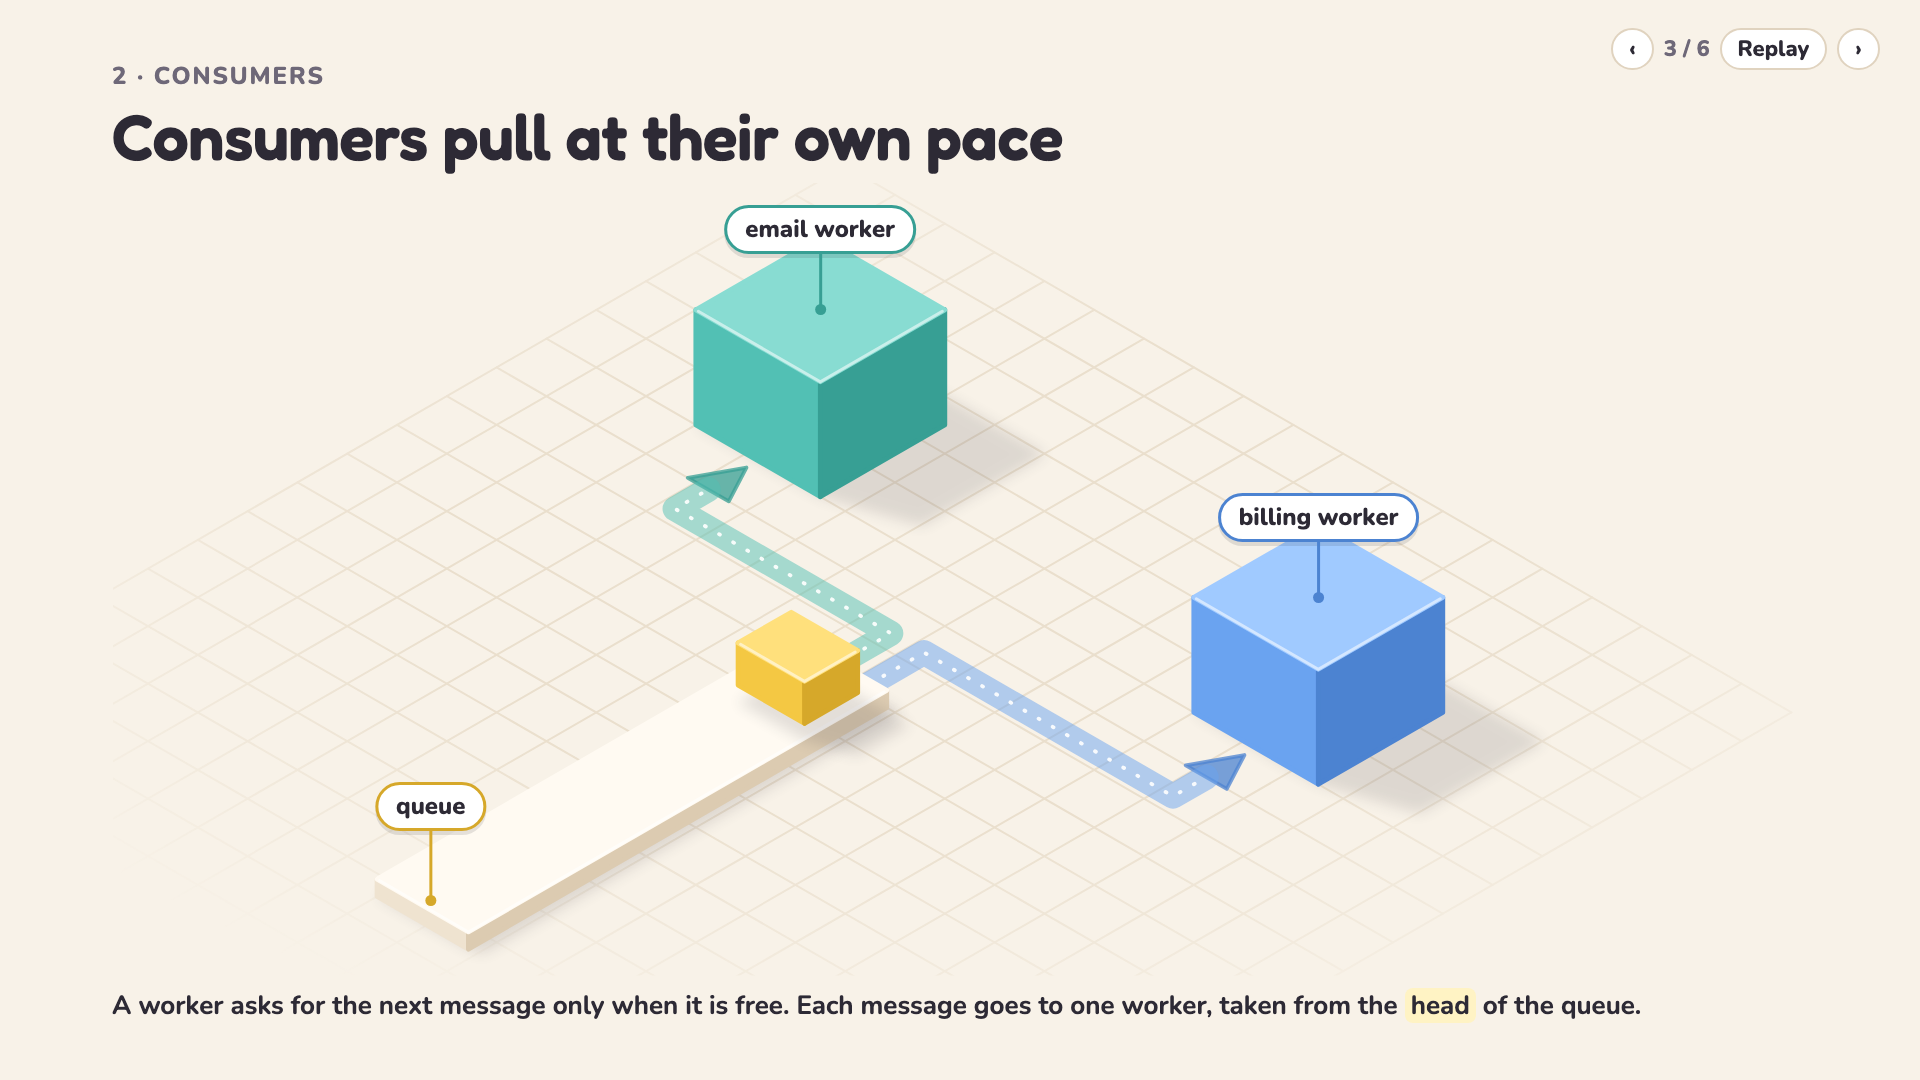 ‹ 3 / 6 Replay ›
2 · CONSUMERS
Consumers pull at their own pace
email worker
billing worker
queue
A worker asks for the next message only when it is free. Each message goes to one worker, taken from the head of the queue.